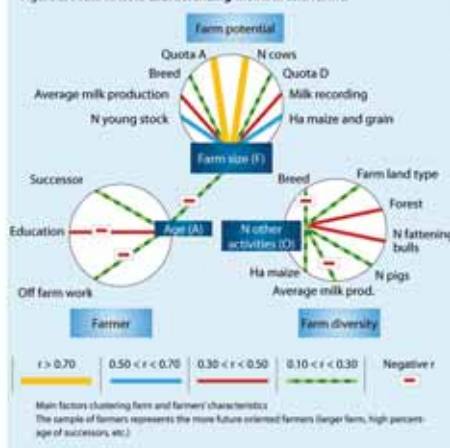 Farm potential
Quota A
N cows
Breed
Quota D
Average milk production
Milk recording
N young stock
Ha maize and grain
Farm size (F)
Successor
Education
Off farm work
Age (A)
Breed
Farm land type
Forest
N fattening
bulls
N other
activities (O)
N pigs
Ha maize
Average milk prod.
Farmer
Farm diversity
r > 0.70
0.50 < r < 0.70
0.30 < r < 0.50
0.10 < r < 0.30
Negative r
Main factors clustering farm and farmers' characteristics
The sample of farmers represents the more future oriented farmers (larger farm, high percent-
age of successors, etc.)